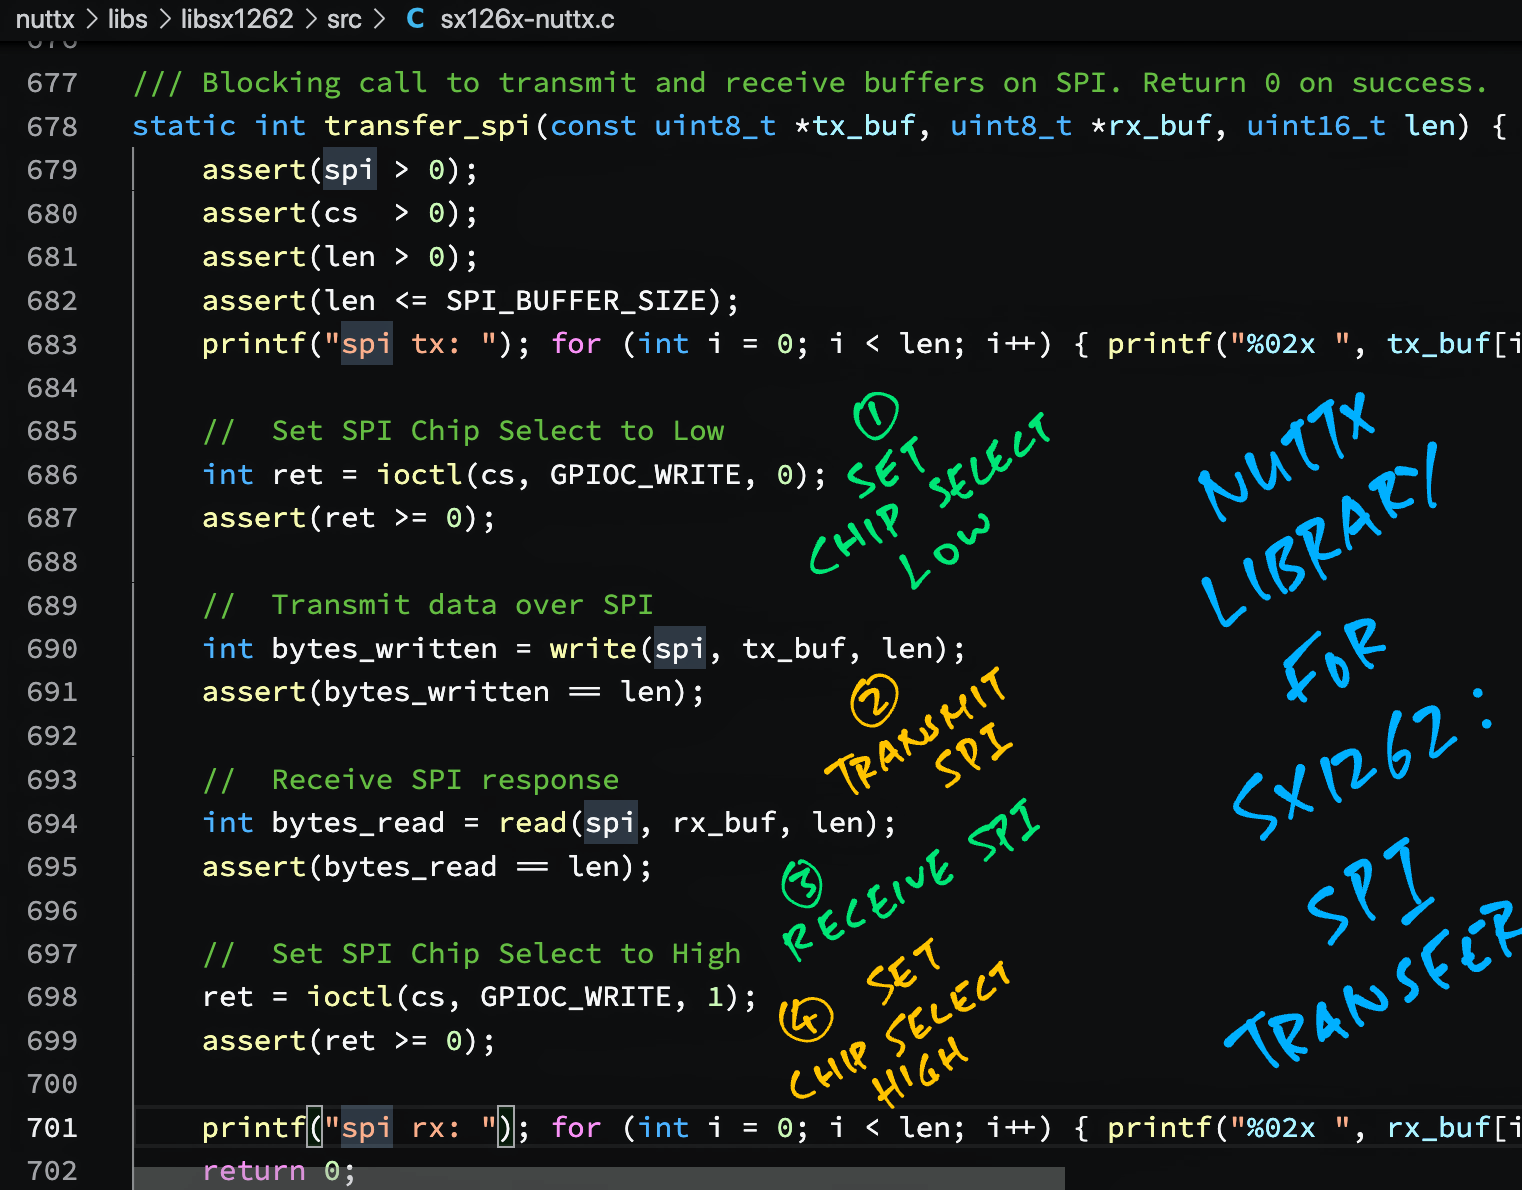 nuttx > libs > libsx1262 > src > C sx126x-nuttx.c
676
677 /// Blocking call to transmit and receive buffers on SPI. Return 0 on success.
678 static int transfer_spi(const uint8_t *tx_buf, uint8_t *rx_buf, uint16_t len) {
679 assert(spi > 0);
680 assert(cs  > 0);
681 assert(len > 0);
682 assert(len <= SPI_BUFFER_SIZE);
683 printf("spi tx: "); for (int i = 0; i < len; i++) { printf("%02x ", tx_buf[i
684
685 //  Set SPI Chip Select to Low
686 int ret = ioctl(cs, GPIOC_WRITE, 0);
687 assert(ret >= 0);
688
689 //  Transmit data over SPI
690 int bytes_written = write(spi, tx_buf, len);
691 assert(bytes_written == len);
692
693 //  Receive SPI response
694 int bytes_read = read(spi, rx_buf, len);
695 assert(bytes_read == len);
696
697 //  Set SPI Chip Select to High
698 ret = ioctl(cs, GPIOC_WRITE, 1);
699 assert(ret >= 0);
700
701 printf("spi rx: "); for (int i = 0; i < len; i++) { printf("%02x ", rx_buf[i
702 return 0;
1
SET
CHIP SELECT
LOW
2
TRANSMIT
SPI
3
RECEIVE SPI
4
SET
CHIP SELECT
HIGH
NUTTX
LIBRARY
FOR
SX1262:
SPI
TRANSFER